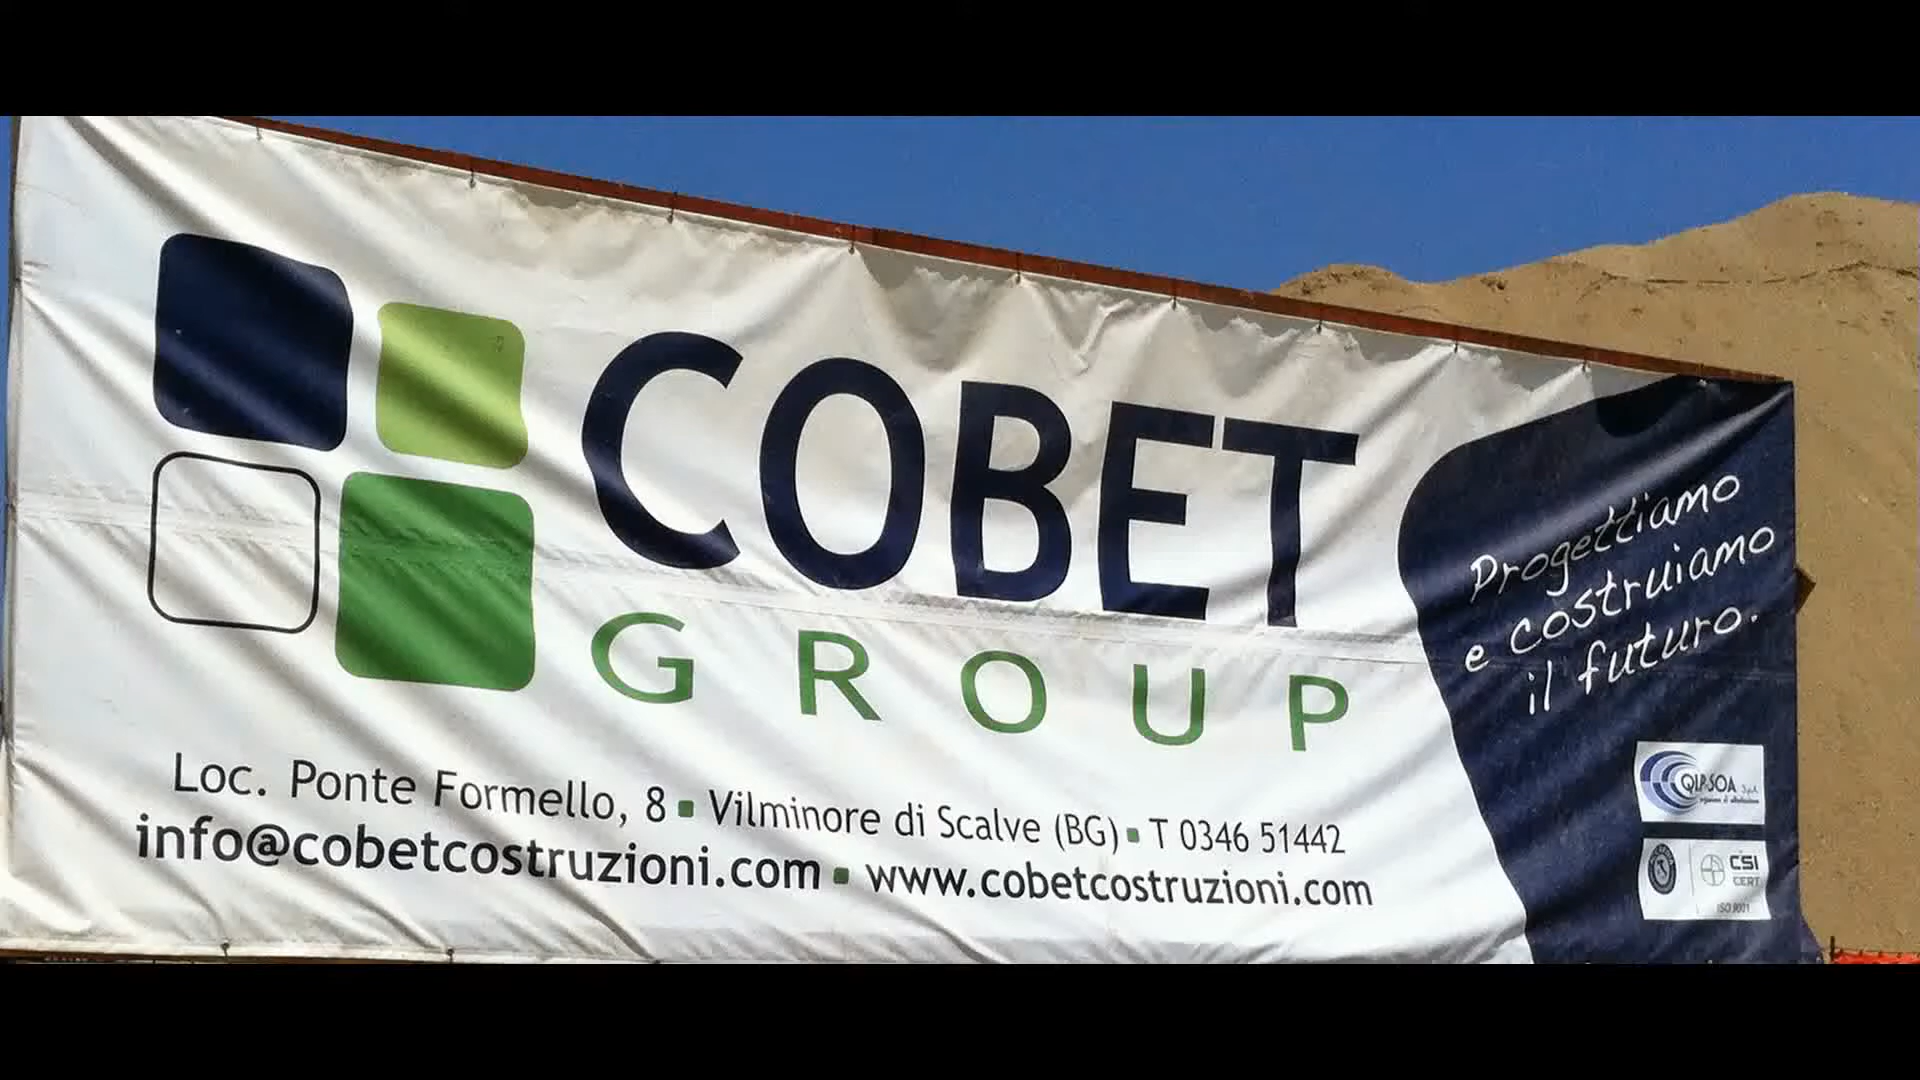 COBET
GROUP
Loc. Ponte Formello, 8 ▪ Vilminore di Scalve (BG) ▪ T 0346 51442
info@cobetcostruzioni.com ▪ www.cobetcostruzioni.com
Progettiamo
e costruiamo
il futuro.
SOA S.p.A.
CSI
CERT
ISO 9001